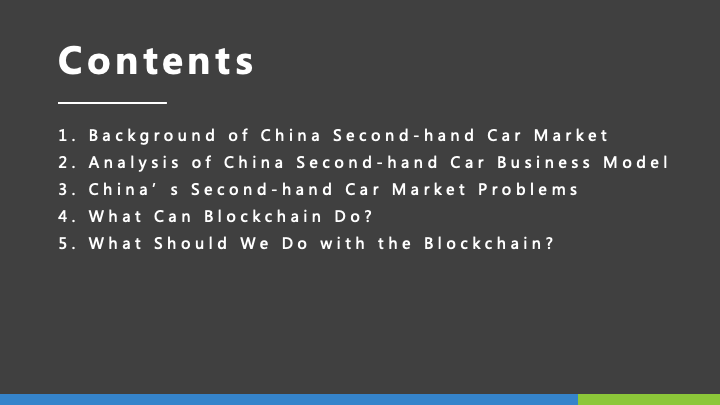 Contents
1. Background of China Second-hand Car Market
2. Analysis of China Second-hand Car Business Model
3. China’s Second-hand Car Market Problems
4. What Can Blockchain Do?
5. What Should We Do with the Blockchain?